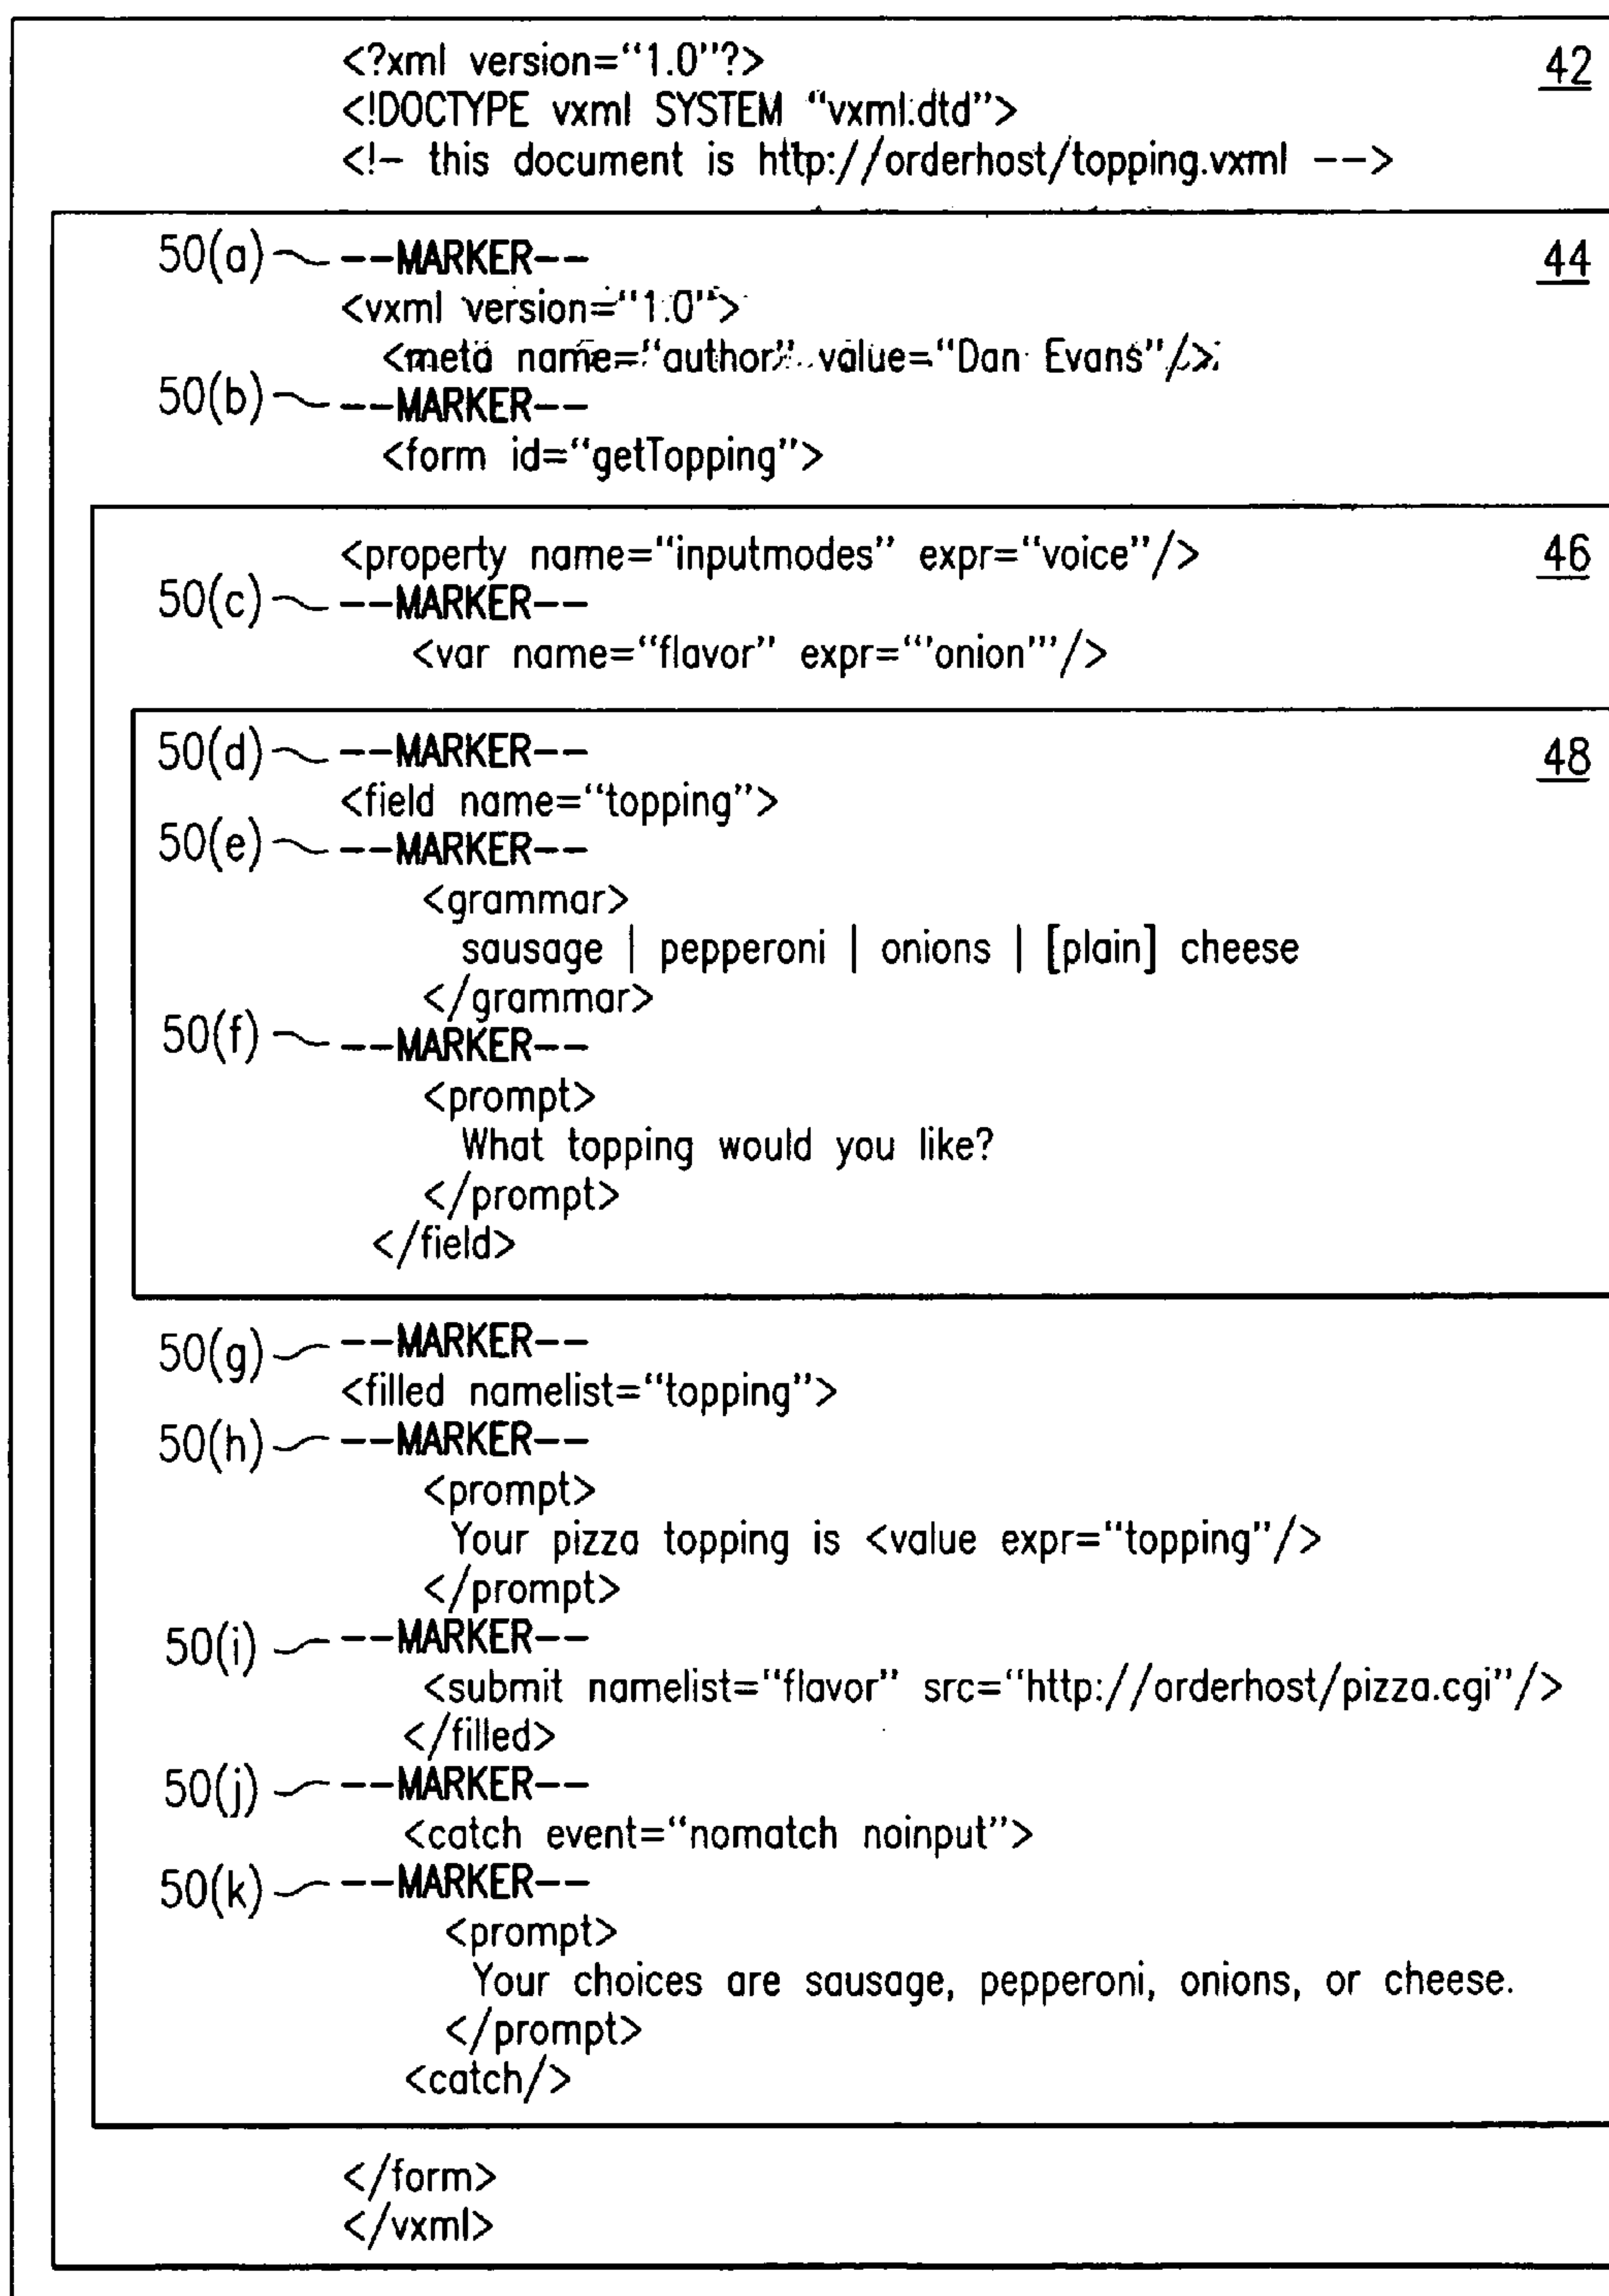 <?xml version=“1.0”?> 42
<!DOCTYPE vxml SYSTEM “vxml.dtd”>
<!– this document is http://orderhost/topping.vxml -->
50(a) --MARKER-- 44
<vxml version=“1.0”>
<meta name=“author” value=“Dan Evans”/>
50(b) --MARKER--
<form id=“getTopping”>
<property name=“inputmodes” expr=“voice”/> 46
50(c) --MARKER--
<var name=“flavor” expr=“’onion’”/>
50(d) --MARKER-- 48
<field name=“topping”>
50(e) --MARKER--
<grammar>
sausage | pepperoni | onions | [plain] cheese
</grammar>
50(f) --MARKER--
<prompt>
What topping would you like?
</prompt>
</field>
50(g) --MARKER--
<filled namelist=“topping”>
50(h) --MARKER--
<prompt>
Your pizza topping is <value expr=“topping”/>
</prompt>
50(i) --MARKER--
<submit namelist=“flavor” src=“http://orderhost/pizza.cgi”/>
</filled>
50(j) --MARKER--
<catch event=“nomatch noinput”>
50(k) --MARKER--
<prompt>
Your choices are sausage, pepperoni, onions, or cheese.
</prompt>
<catch/>
</form>
</vxml>